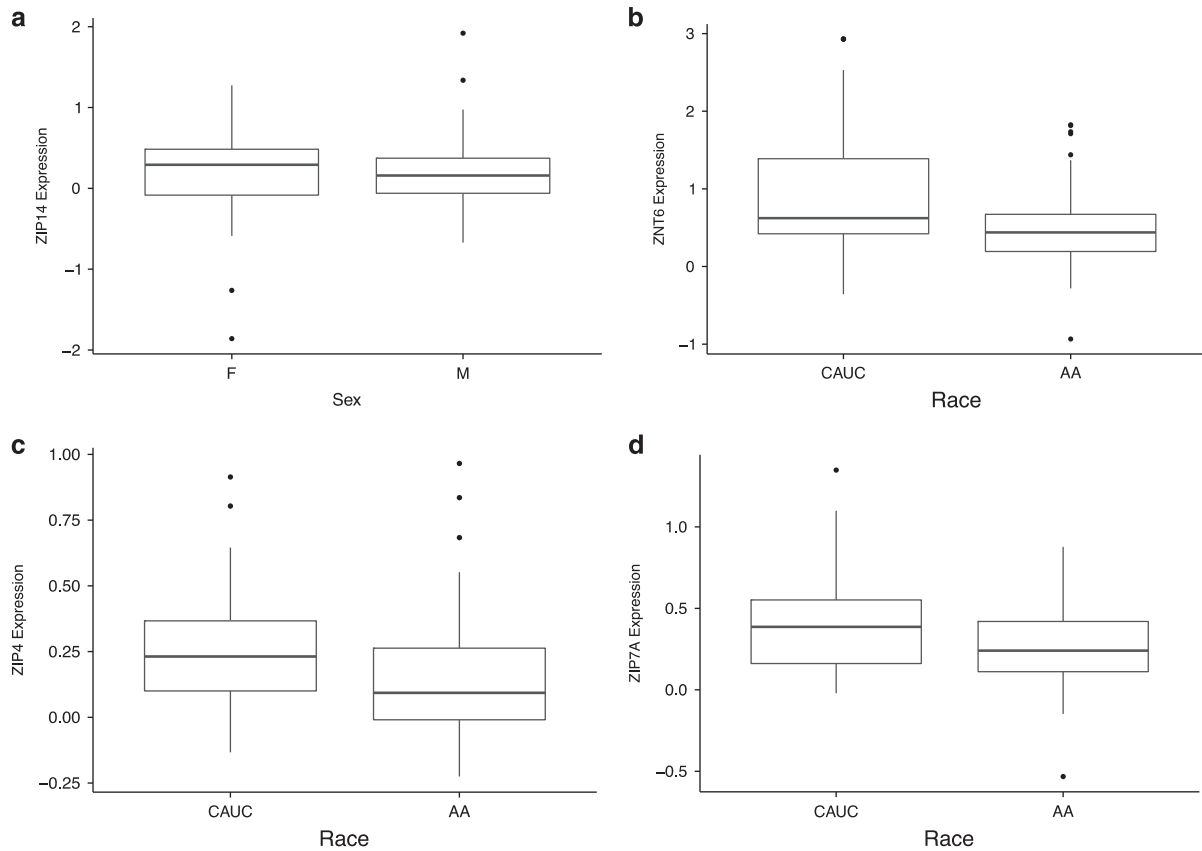 a
ZIP14 Expression
2
1
0
−1
−2
F
M
Sex
b
ZNT6 Expression
3
2
1
0
−1
CAUC
AA
Race
c
ZIP4 Expression
1.00
0.75
0.50
0.25
0.00
−0.25
CAUC
AA
Race
d
ZIP7A Expression
1.0
0.5
0.0
−0.5
CAUC
AA
Race